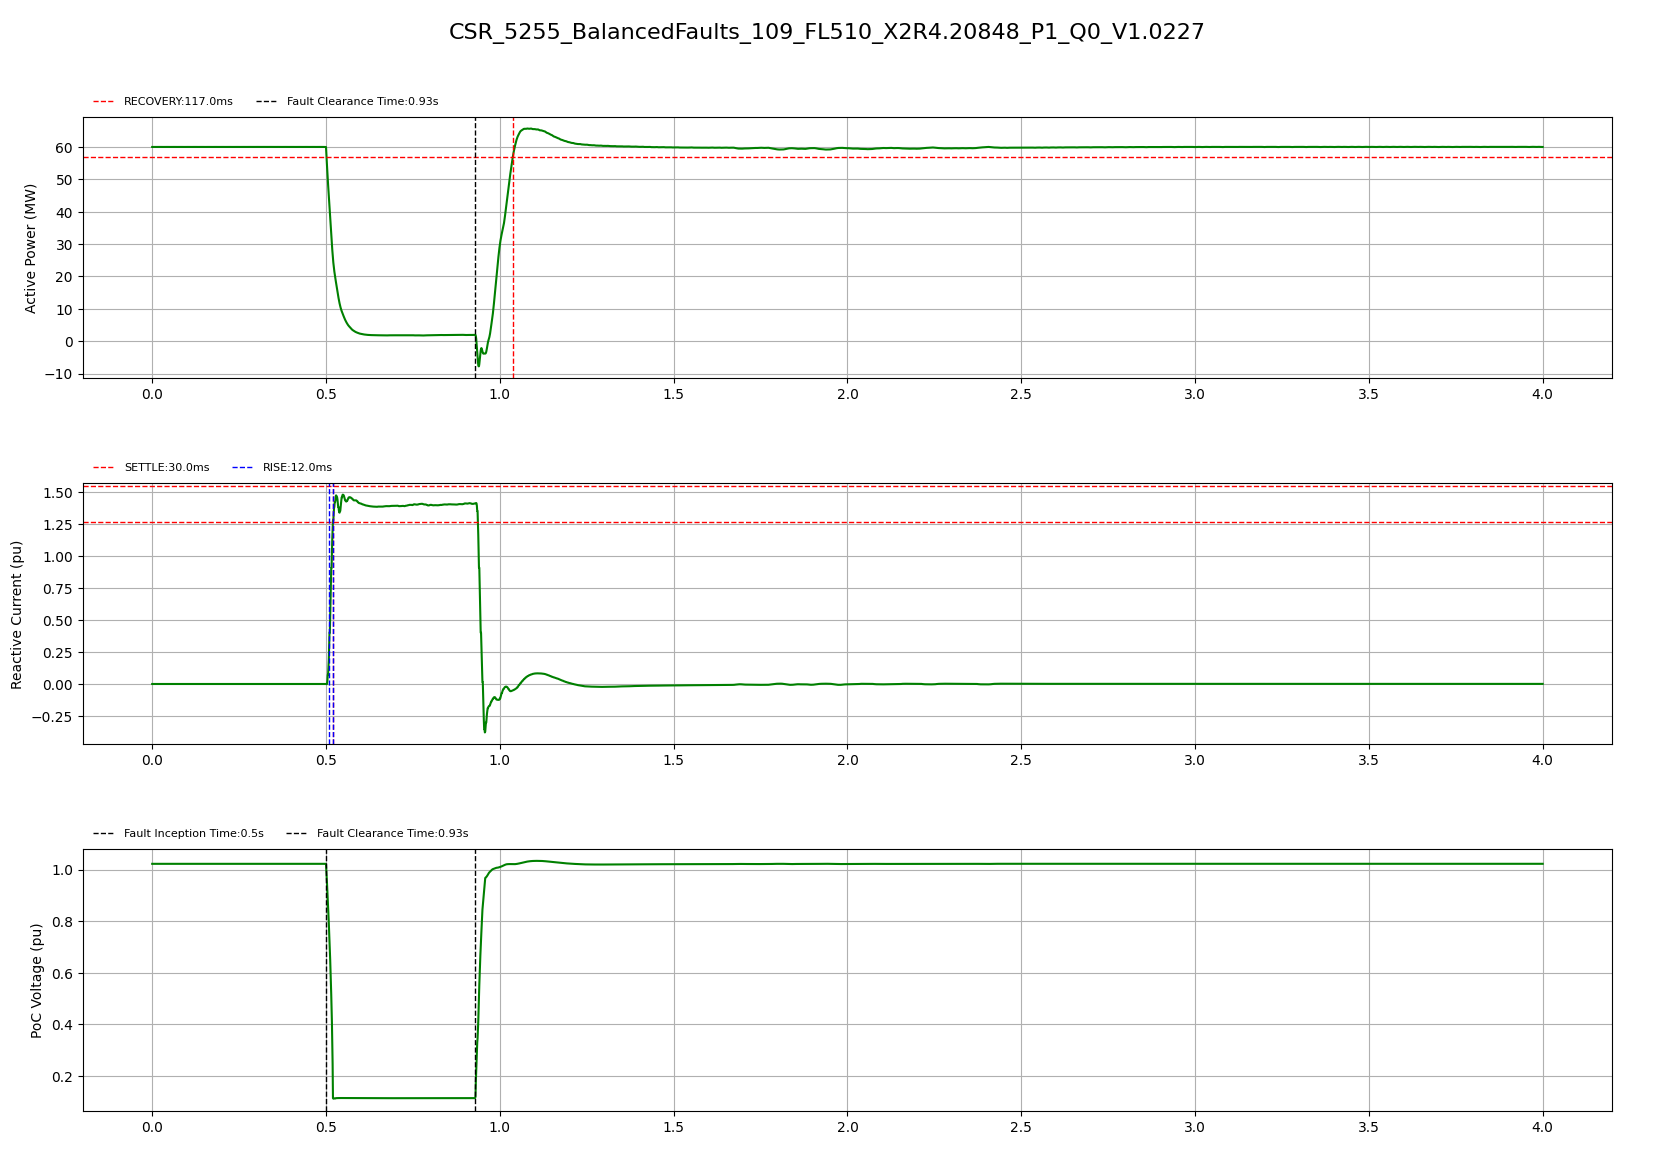 CSR_5255_BalancedFaults_109_FL510_X2R4.20848_P1_Q0_V1.0227
RECOVERY:117.0ms Fault Clearance Time:0.93s
Active Power (MW)
60
50
40
30
20
10
0
−10
0.0 0.5 1.0 1.5 2.0 2.5 3.0 3.5 4.0
SETTLE:30.0ms RISE:12.0ms
Reactive Current (pu)
1.50
1.25
1.00
0.75
0.50
0.25
0.00
−0.25
0.0 0.5 1.0 1.5 2.0 2.5 3.0 3.5 4.0
Fault Inception Time:0.5s Fault Clearance Time:0.93s
PoC Voltage (pu)
1.0
0.8
0.6
0.4
0.2
0.0 0.5 1.0 1.5 2.0 2.5 3.0 3.5 4.0